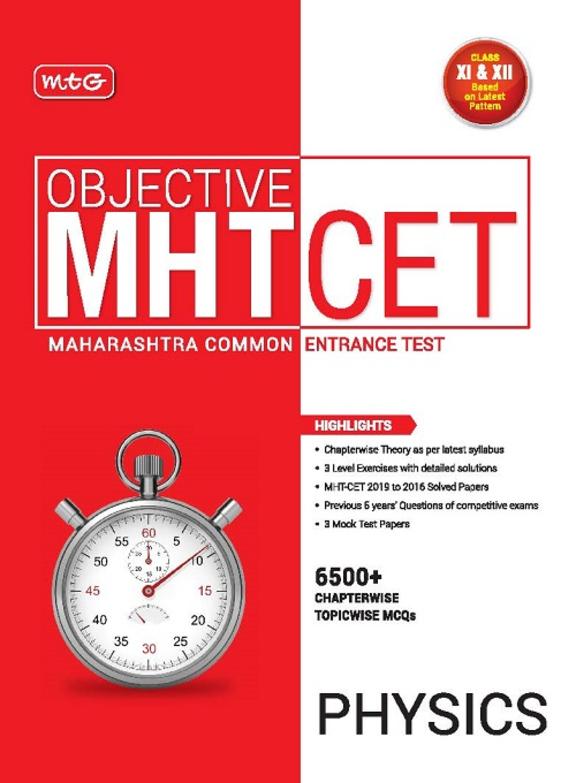 mtG
CLASS
XI & XII
Based
on Latest
Pattern
OBJECTIVE
MHT CET
MAHARASHTRA COMMON ENTRANCE TEST
HIGHLIGHTS
• Chapterwise Theory as per latest syllabus
• 3 Level Exercises with detailed solutions
• MHT-CET 2019 to 2016 Solved Papers
• Previous 5 years' Questions of competitive exams
• 3 Mock Test Papers
60
5
10
15
20
25
30
35
40
45
50
55
6500+
CHAPTERWISE
TOPICWISE MCQs
PHYSICS